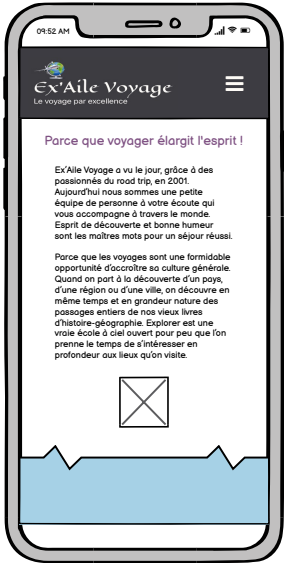 09:52 AM
Ex'Aile Voyage
Le voyage par excellence
Parce que voyager élargit l'esprit !
Ex'Aile Voyage a vu le jour, grâce à des
passionnés du road trip, en 2001.
Aujourd'hui nous sommes une petite
équipe de personne à votre écoute qui
vous accompagne à travers le monde.
Esprit de découverte et bonne humeur
sont les maîtres mots pour un séjour réussi.
Parce que les voyages sont une formidable
opportunité d'accroître sa culture générale.
Quand on part à la découverte d'un pays,
d'une région ou d'une ville, on découvre en
même temps et en grandeur nature des
passages entiers de nos vieux livres
d'histoire-géographie. Explorer est une
vraie école à ciel ouvert pour peu que l'on
prenne le temps de s'intéresser en
profondeur aux lieux qu'on visite.